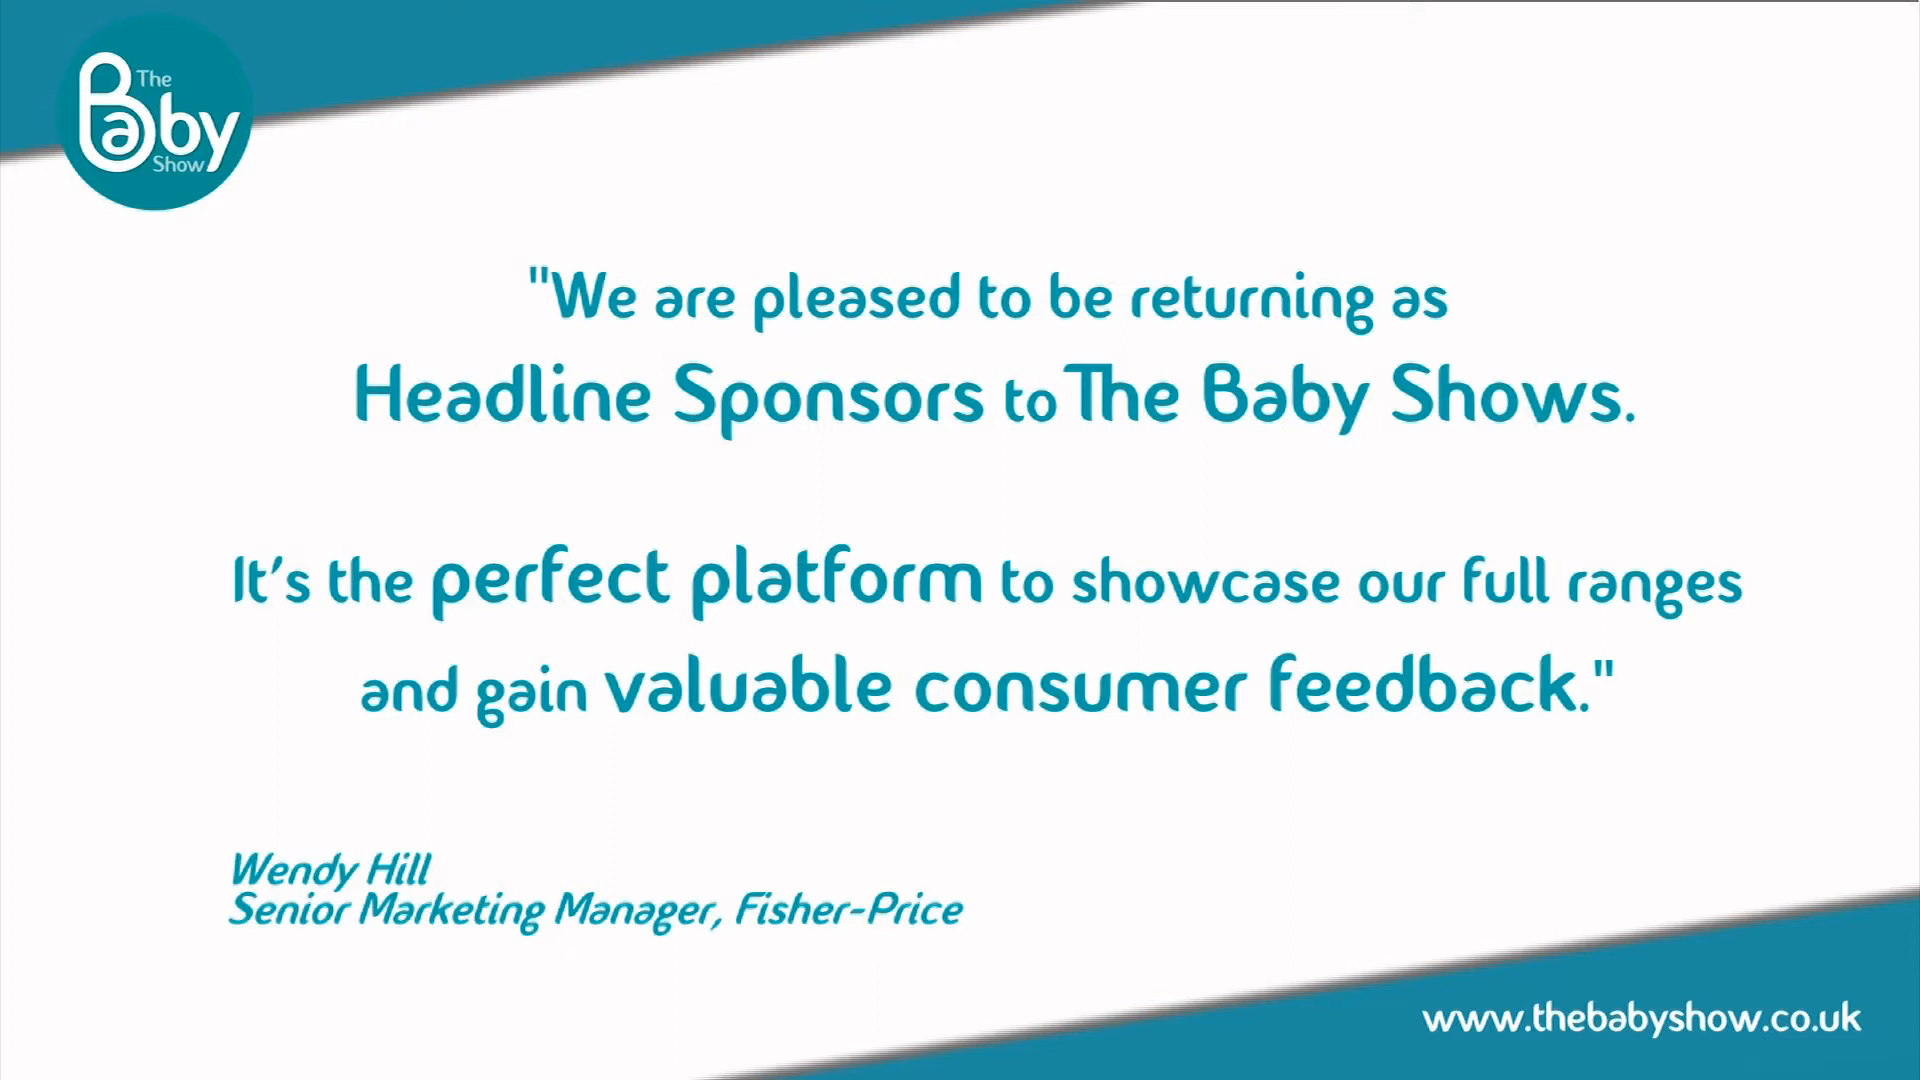 The
Baby
Show
"We are pleased to be returning as
Headline Sponsors to The Baby Shows.
It's the perfect platform to showcase our full ranges
and gain valuable consumer feedback."
Wendy Hill
Senior Marketing Manager, Fisher-Price
www.thebabyshow.co.uk